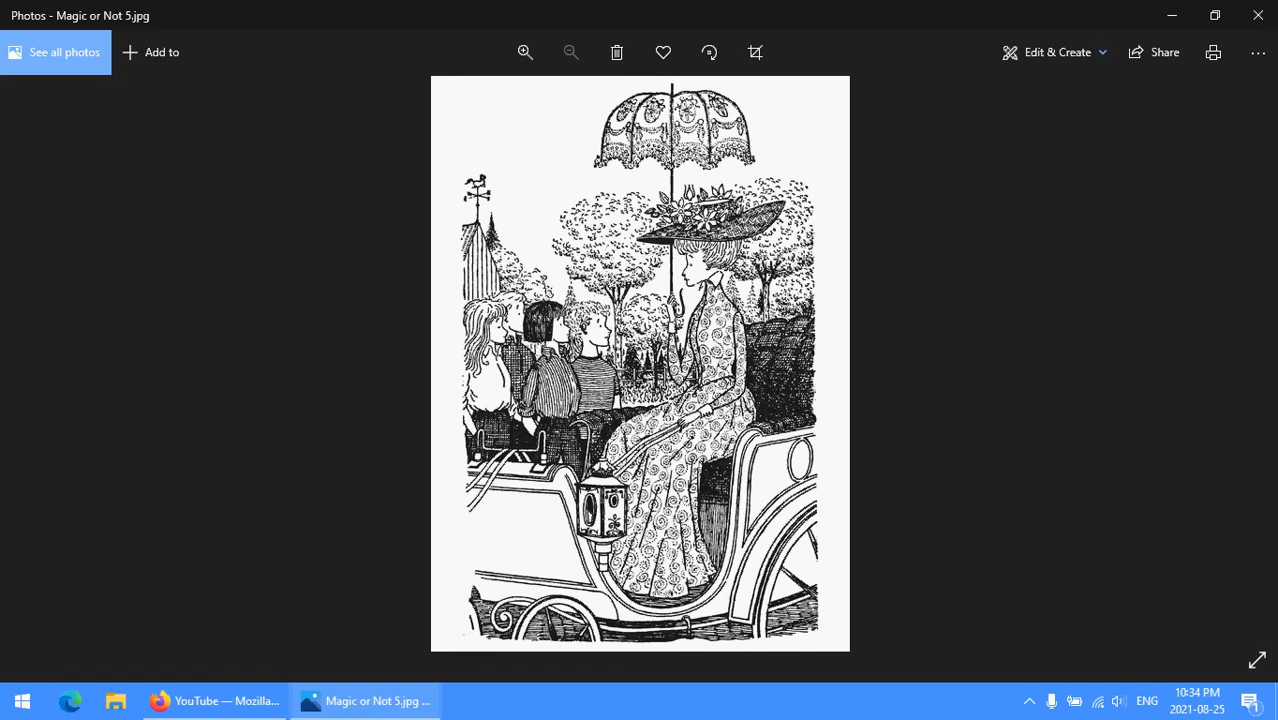 Photos - Magic or Not 5.jpg
See all photos
Add to
Edit & Create
Share
YouTube — Mozilla...
Magic or Not 5.jpg ...
ENG
10:34 PM
2021-08-25
1